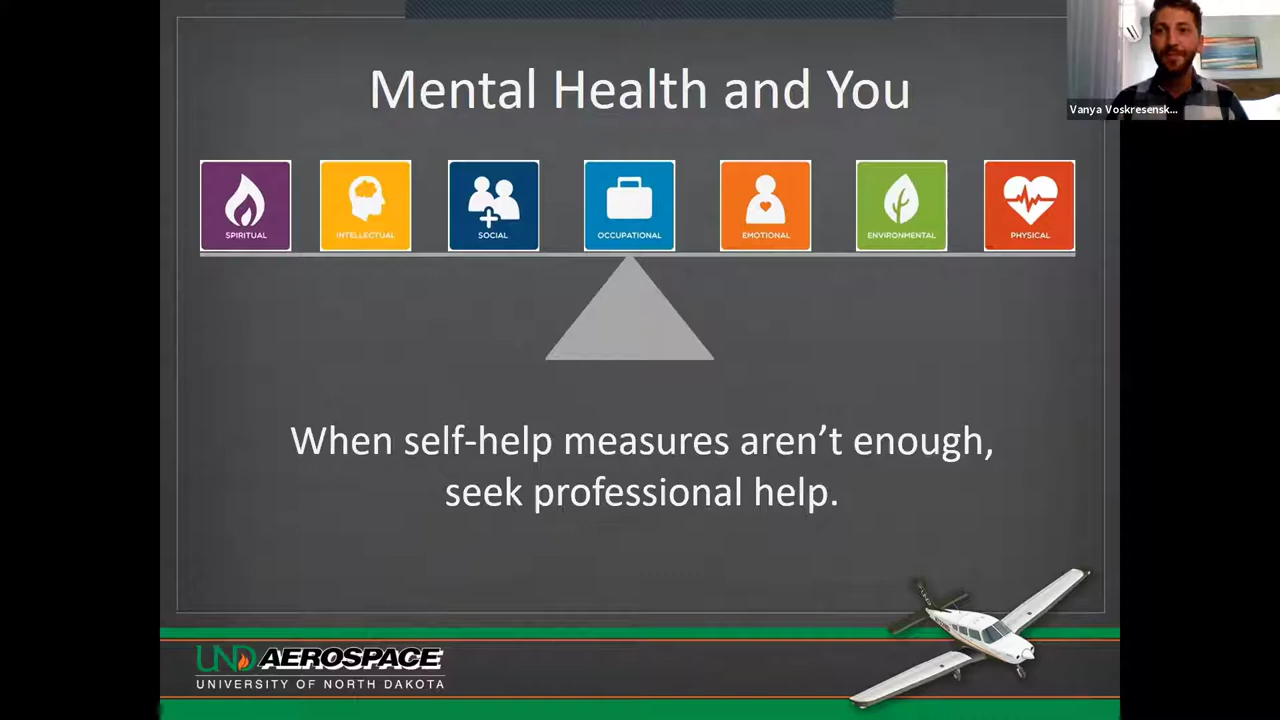 Mental Health and You
Vanya Voskresensk...
SPIRITUAL
INTELLECTUAL
SOCIAL
OCCUPATIONAL
EMOTIONAL
ENVIRONMENTAL
PHYSICAL
When self-help measures aren’t enough,
seek professional help.
UND AEROSPACE
UNIVERSITY OF NORTH DAKOTA